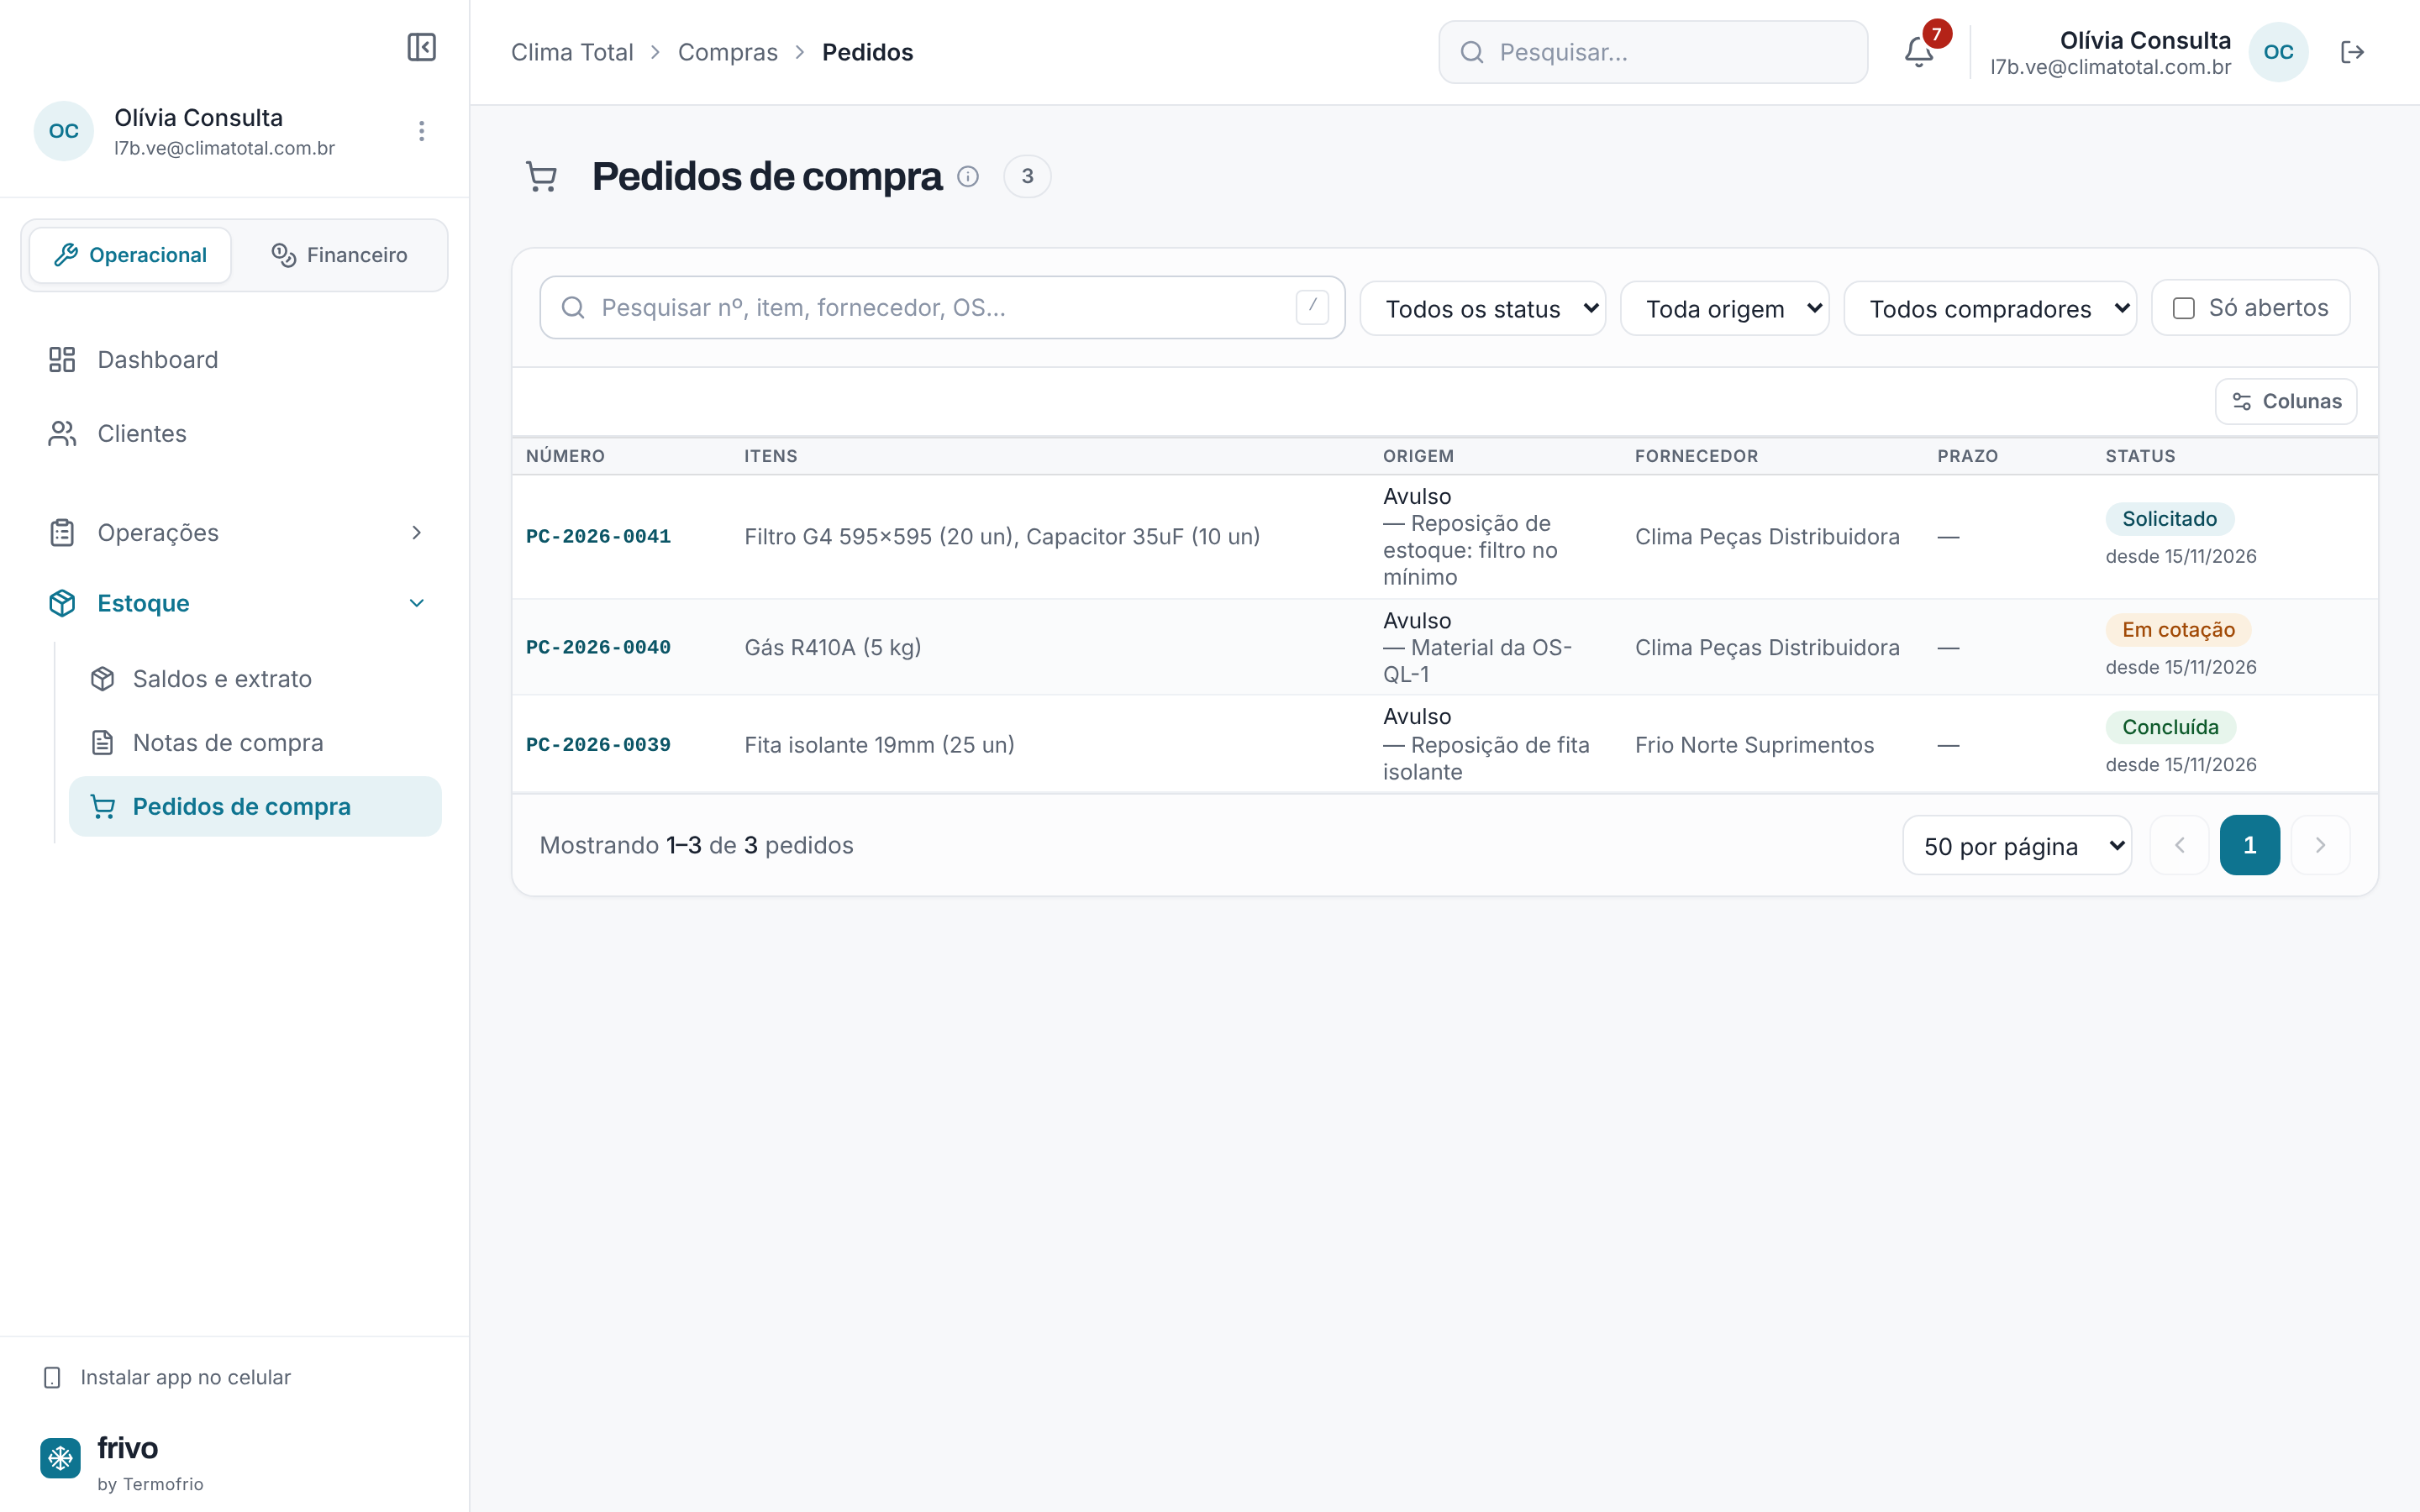 OC
Olívia Consulta
l7b.ve@climatotal.com.br
Operacional
Financeiro
Dashboard
Clientes
Operações
Estoque
Saldos e extrato
Notas de compra
Pedidos de compra
Instalar app no celular
frivo
by Termofrio
Clima Total > Compras > Pedidos
Pesquisar...
7
Olívia Consulta
l7b.ve@climatotal.com.br
OC
Pedidos de compra 3
Pesquisar nº, item, fornecedor, OS... /
Todos os status
Toda origem
Todos compradores
Só abertos
Colunas
NÚMERO ITENS ORIGEM FORNECEDOR PRAZO STATUS
PC-2026-0041
Filtro G4 595×595 (20 un), Capacitor 35uF (10 un)
Avulso
— Reposição de
estoque: filtro no
mínimo
Clima Peças Distribuidora
—
Solicitado
desde 15/11/2026
PC-2026-0040
Gás R410A (5 kg)
Avulso
— Material da OS-
QL-1
Clima Peças Distribuidora
—
Em cotação
desde 15/11/2026
PC-2026-0039
Fita isolante 19mm (25 un)
Avulso
— Reposição de fita
isolante
Frio Norte Suprimentos
—
Concluída
desde 15/11/2026
Mostrando 1–3 de 3 pedidos
50 por página
1